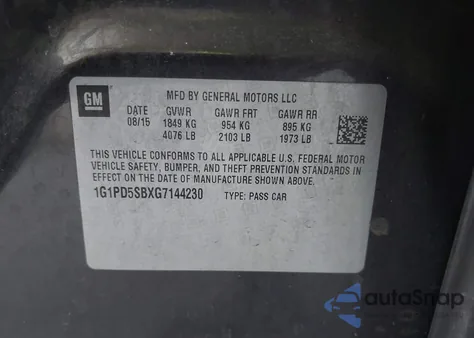 GM
MFD BY GENERAL MOTORS LLC
DATE GVWR GAWR FRT GAWR RR
08/15 1849 KG 954 KG 895 KG
4076 LB 2103 LB 1973 LB
THIS VEHICLE CONFORMS TO ALL APPLICABLE U.S. FEDERAL MOTOR
VEHICLE SAFETY, BUMPER, AND THEFT PREVENTION STANDARDS IN
EFFECT ON THE DATE OF MANUFACTURE SHOWN ABOVE.
1G1PD5SBXG7144230 TYPE: PASS CAR
autoSnap